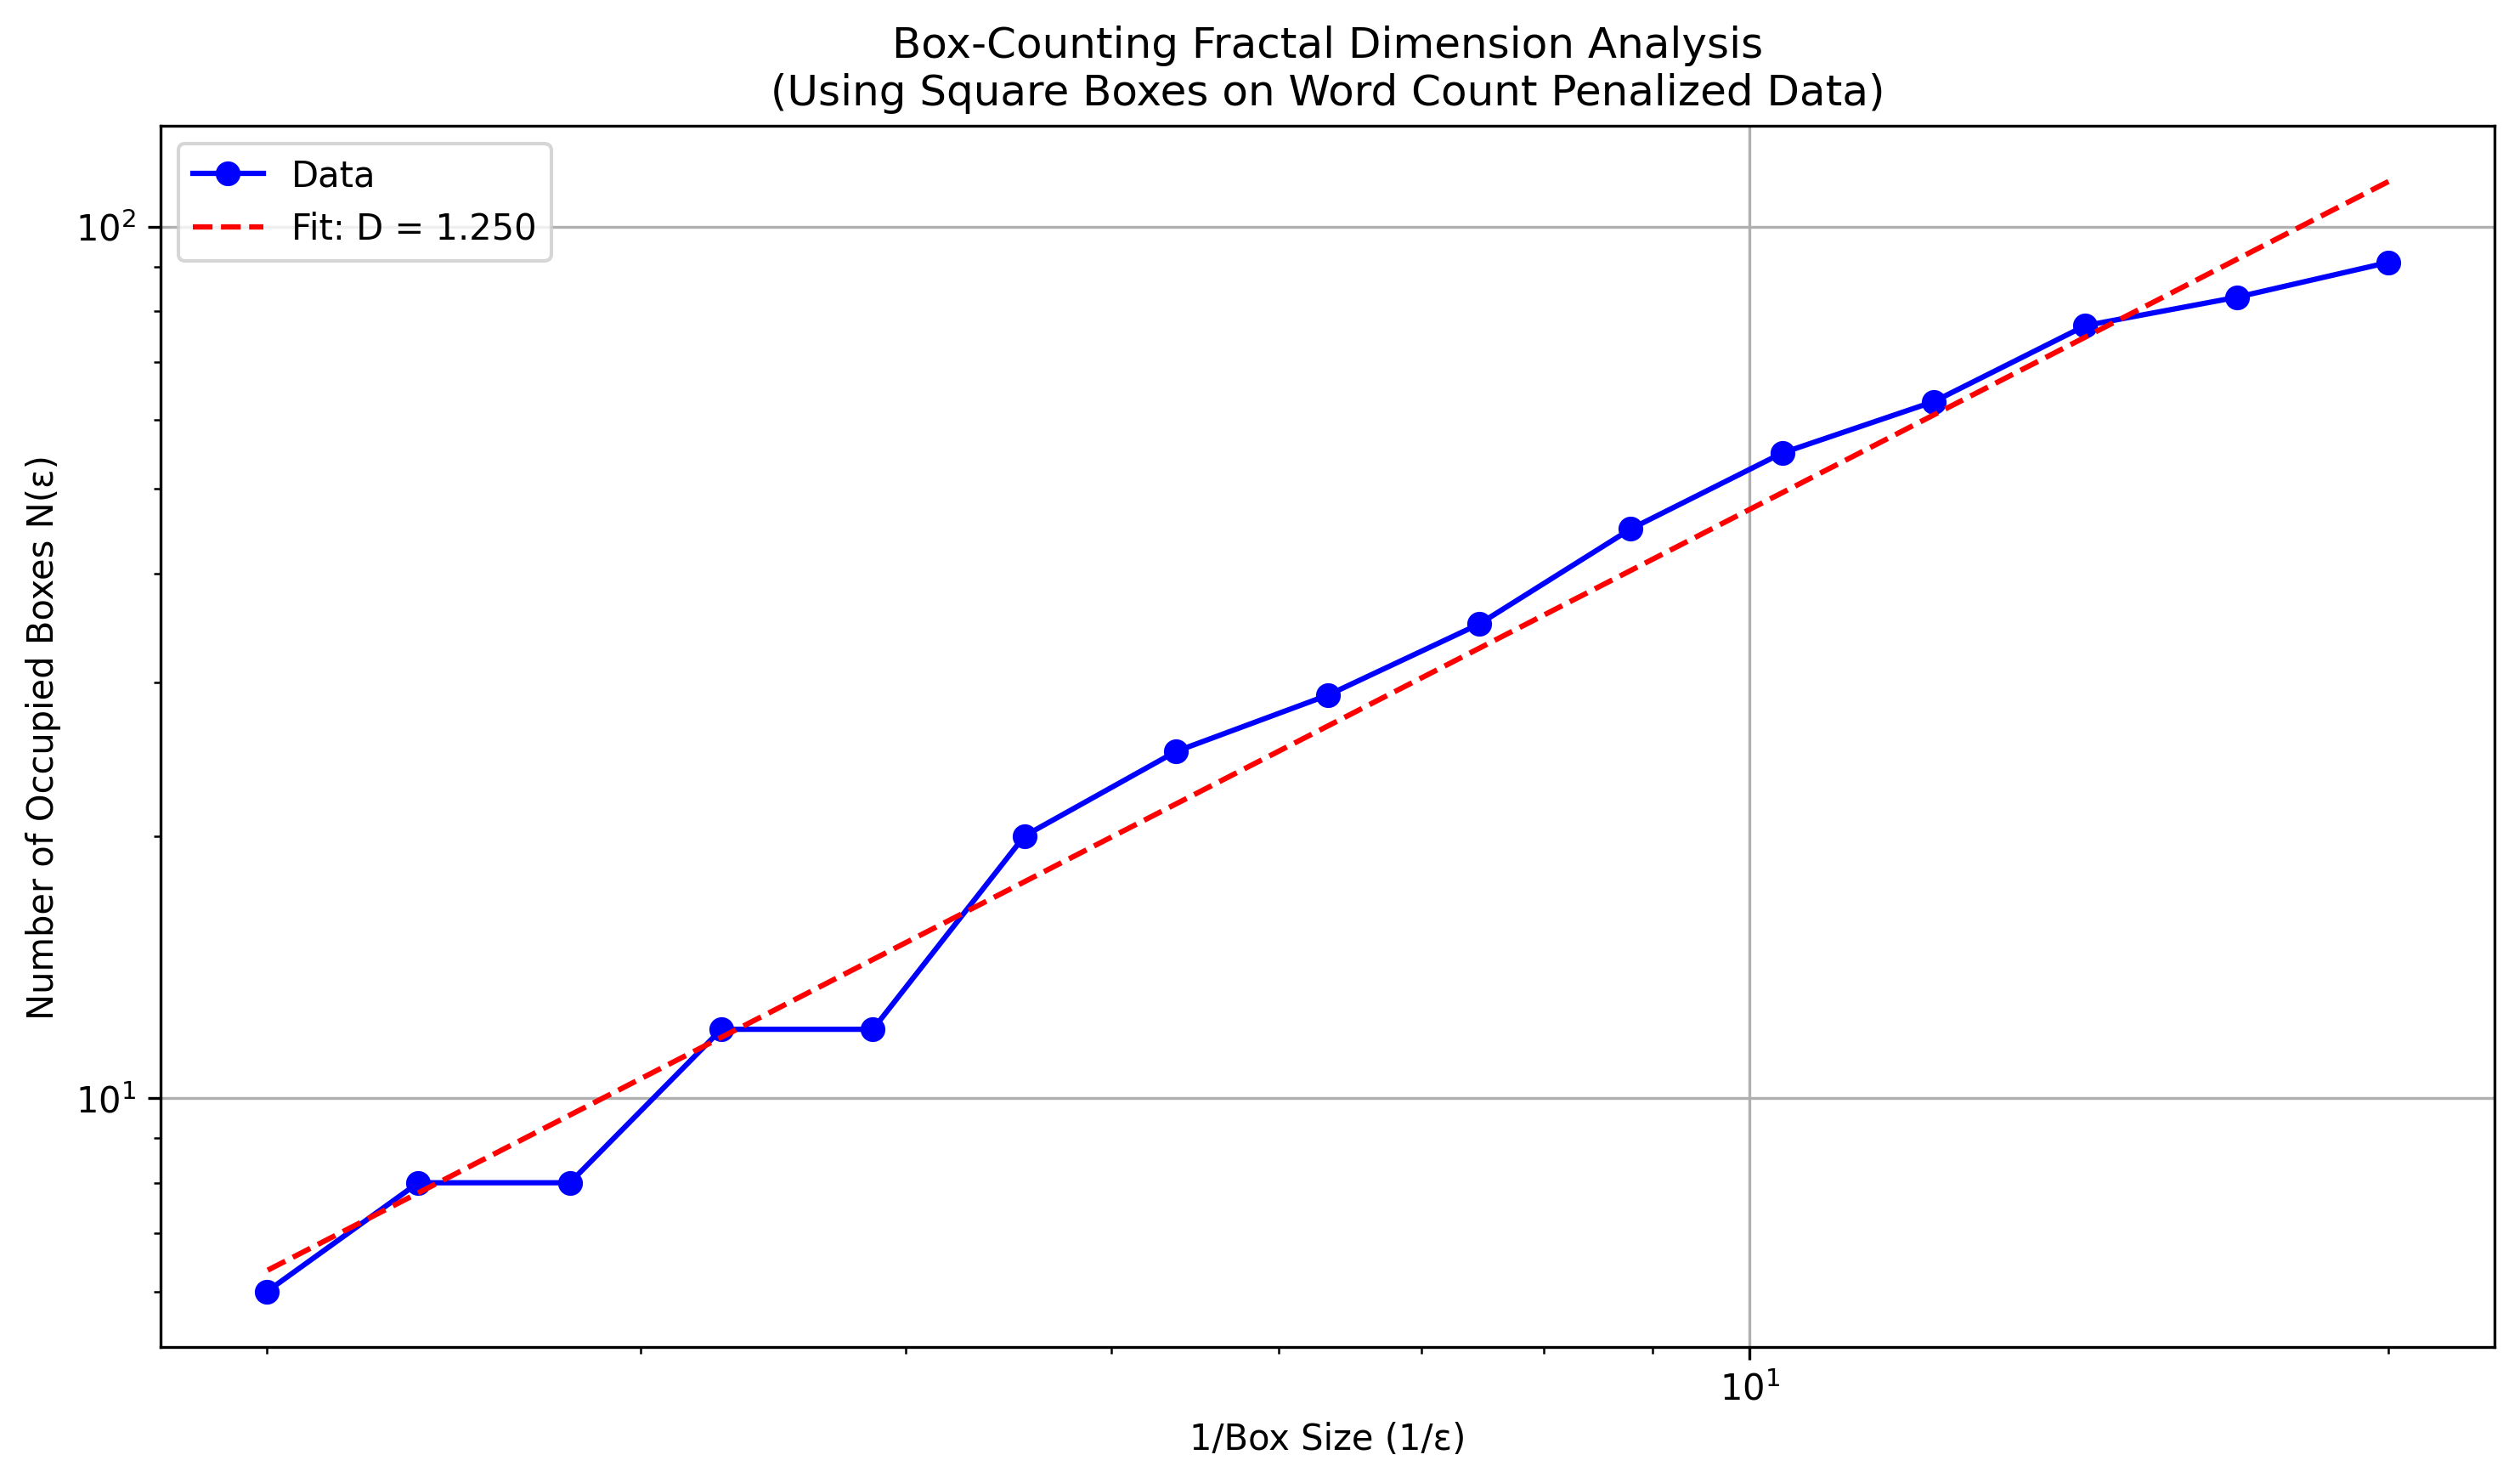 Box-Counting Fractal Dimension Analysis
(Using Square Boxes on Word Count Penalized Data)
Data
Fit: D = 1.250
10²
10¹
Number of Occupied Boxes N(ε)
10¹
1/Box Size (1/ε)